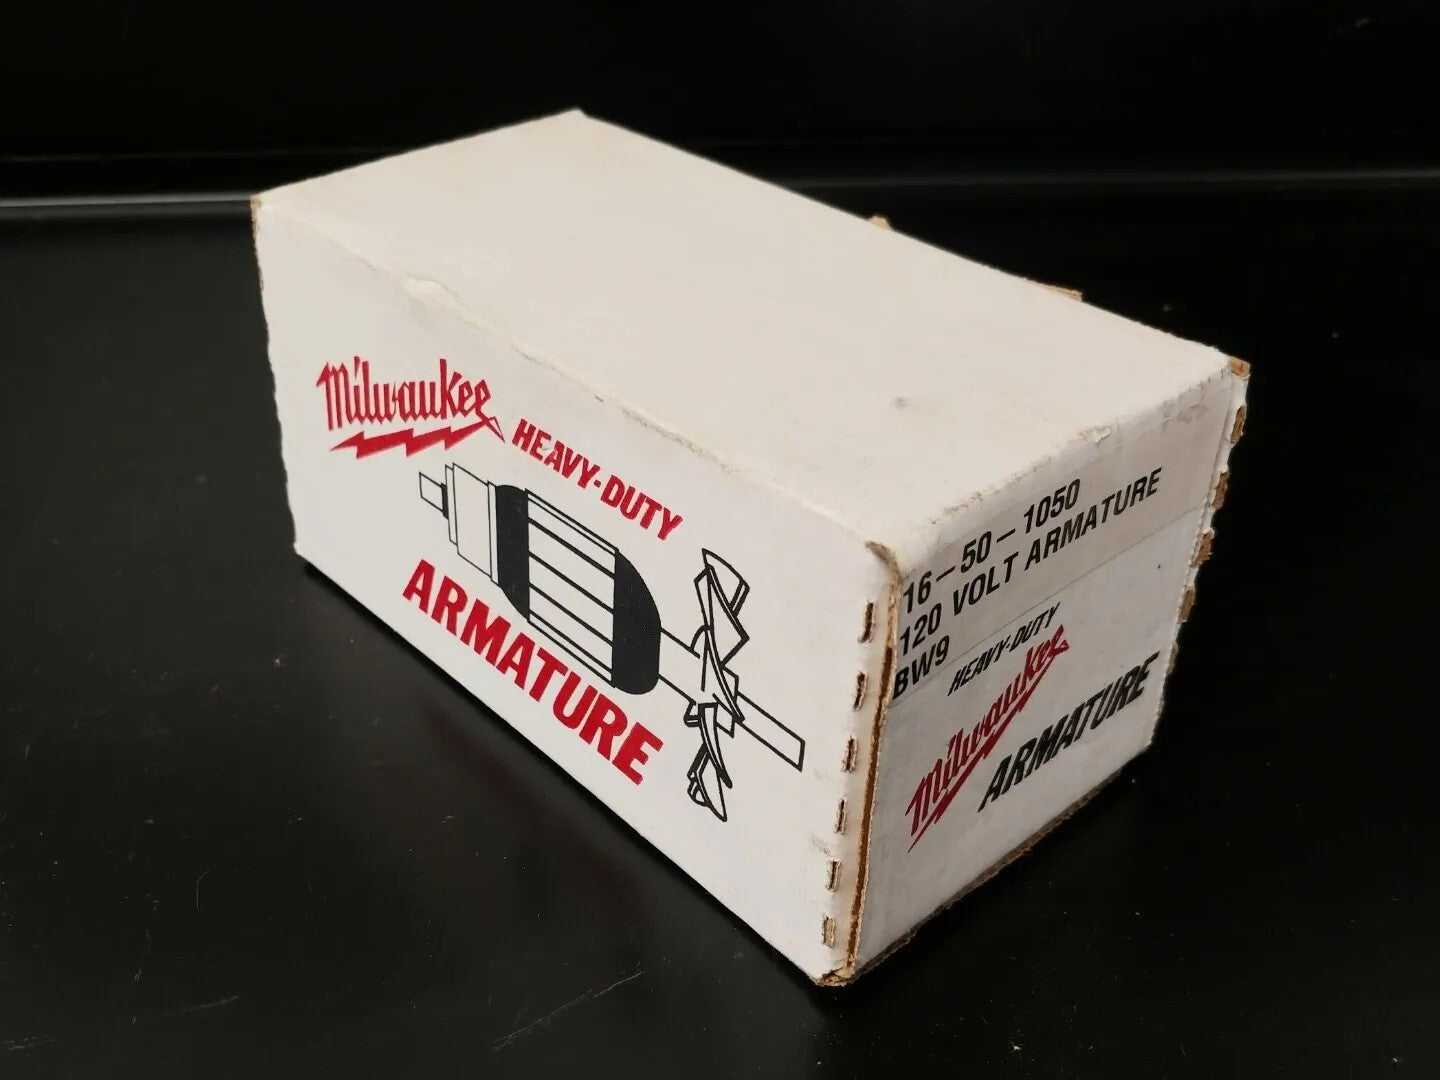 Milwaukee
HEAVY-DUTY
ARMATURE
16-50-1050
120 VOLT ARMATURE
BW9
HEAVY-DUTY
Milwaukee
ARMATURE